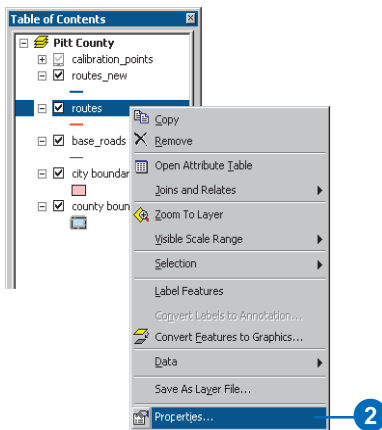 Table of Contents
Pitt County
calibration_points
routes_new
routes
base_roads
city boundar
county boun
Copy
Remove
Open Attribute Table
Joins and Relates
Zoom To Layer
Visible Scale Range
Selection
Label Features
Convert Labels to Annotation...
Convert Features to Graphics...
Data
Save As Layer File...
Properties...
2